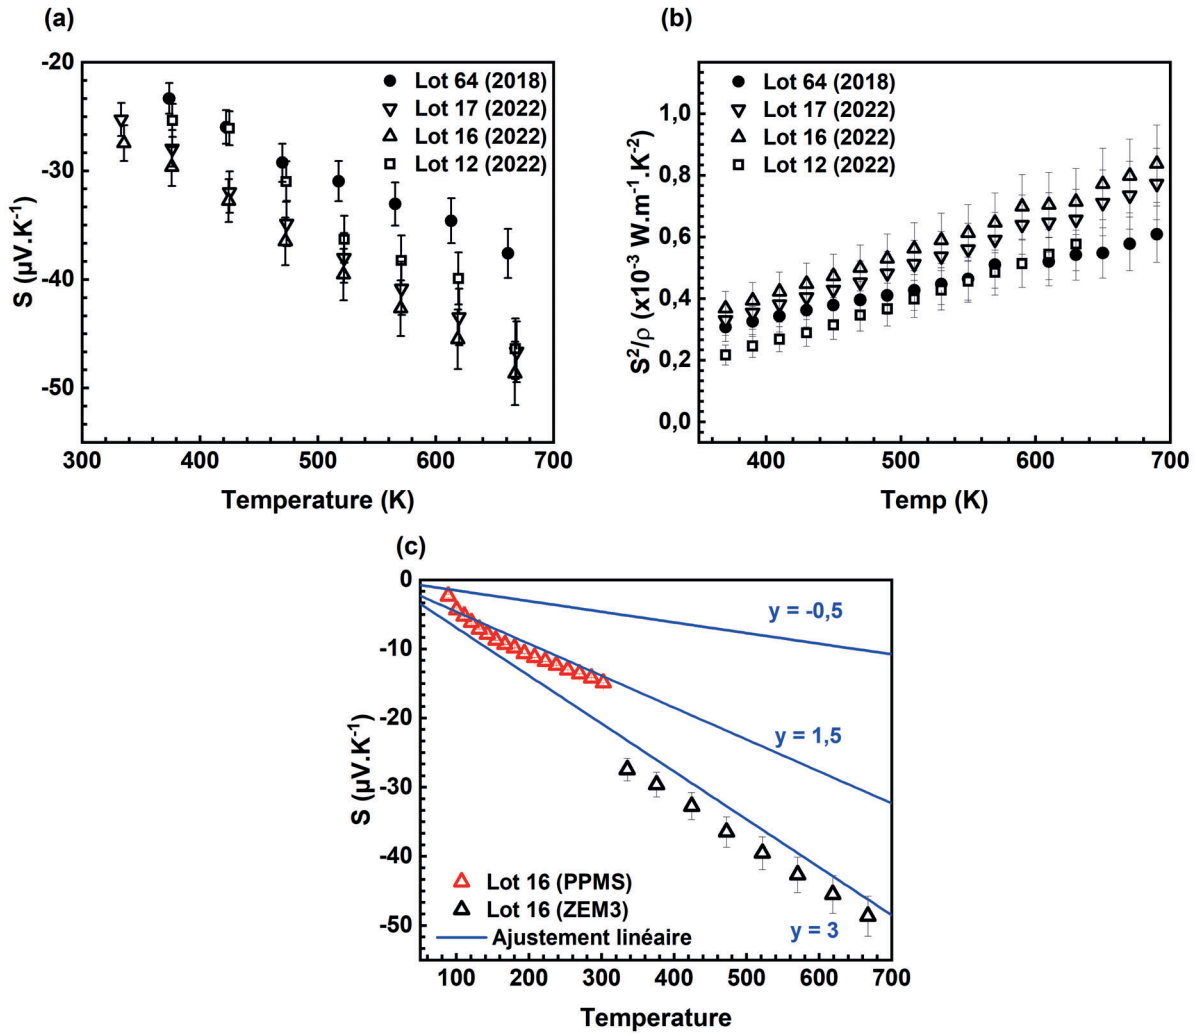 (a)
-20
-30
-40
-50
S (µV.K⁻¹)
Lot 64 (2018)
Lot 17 (2022)
Lot 16 (2022)
Lot 12 (2022)
300 400 500 600 700
Temperature (K)
(b)
1,0
0,8
0,6
0,4
0,2
0,0
S²/ρ (x10⁻³ W.m⁻¹.K⁻²)
Lot 64 (2018)
Lot 17 (2022)
Lot 16 (2022)
Lot 12 (2022)
400 500 600 700
Temp (K)
(c)
0
-10
-20
-30
-40
-50
S (µV.K⁻¹)
y = -0,5
y = 1,5
y = 3
Lot 16 (PPMS)
Lot 16 (ZEM3)
Ajustement linéaire
100 200 300 400 500 600 700
Temperature